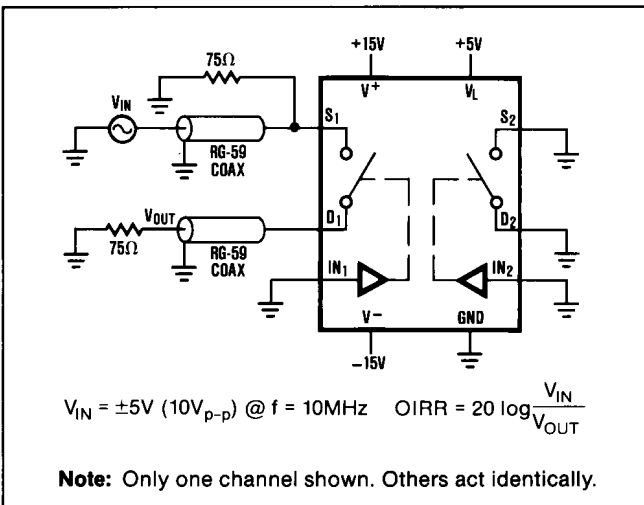 +15V
+5V
75Ω
V+
VL
VIN
S1
S2
RG-59
COAX
D1
D2
VOUT
75Ω
RG-59
COAX
IN1
IN2
V−
GND
−15V
VIN = ±5V (10Vp-p) @ f = 10MHz OIRR = 20 log VIN/VOUT
Note: Only one channel shown. Others act identically.